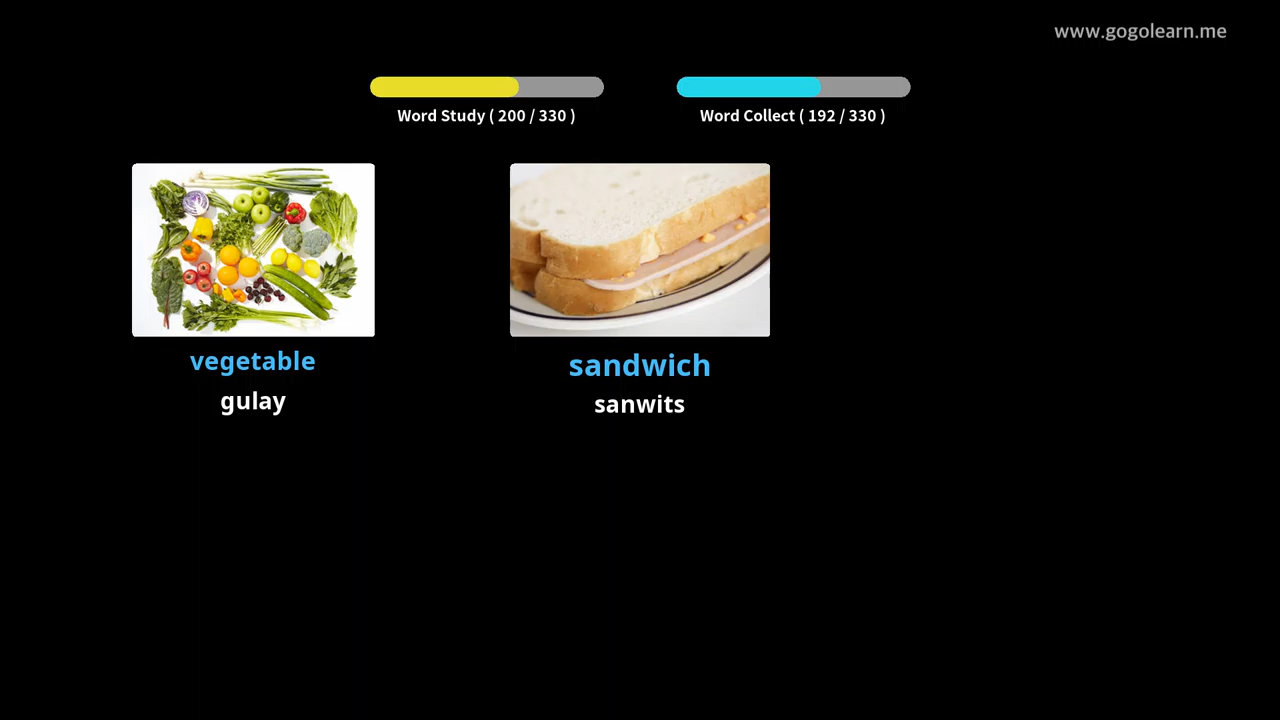 www.gogolearn.me
Word Study ( 200 / 330 )
Word Collect ( 192 / 330 )
vegetable
gulay
sandwich
sanwits